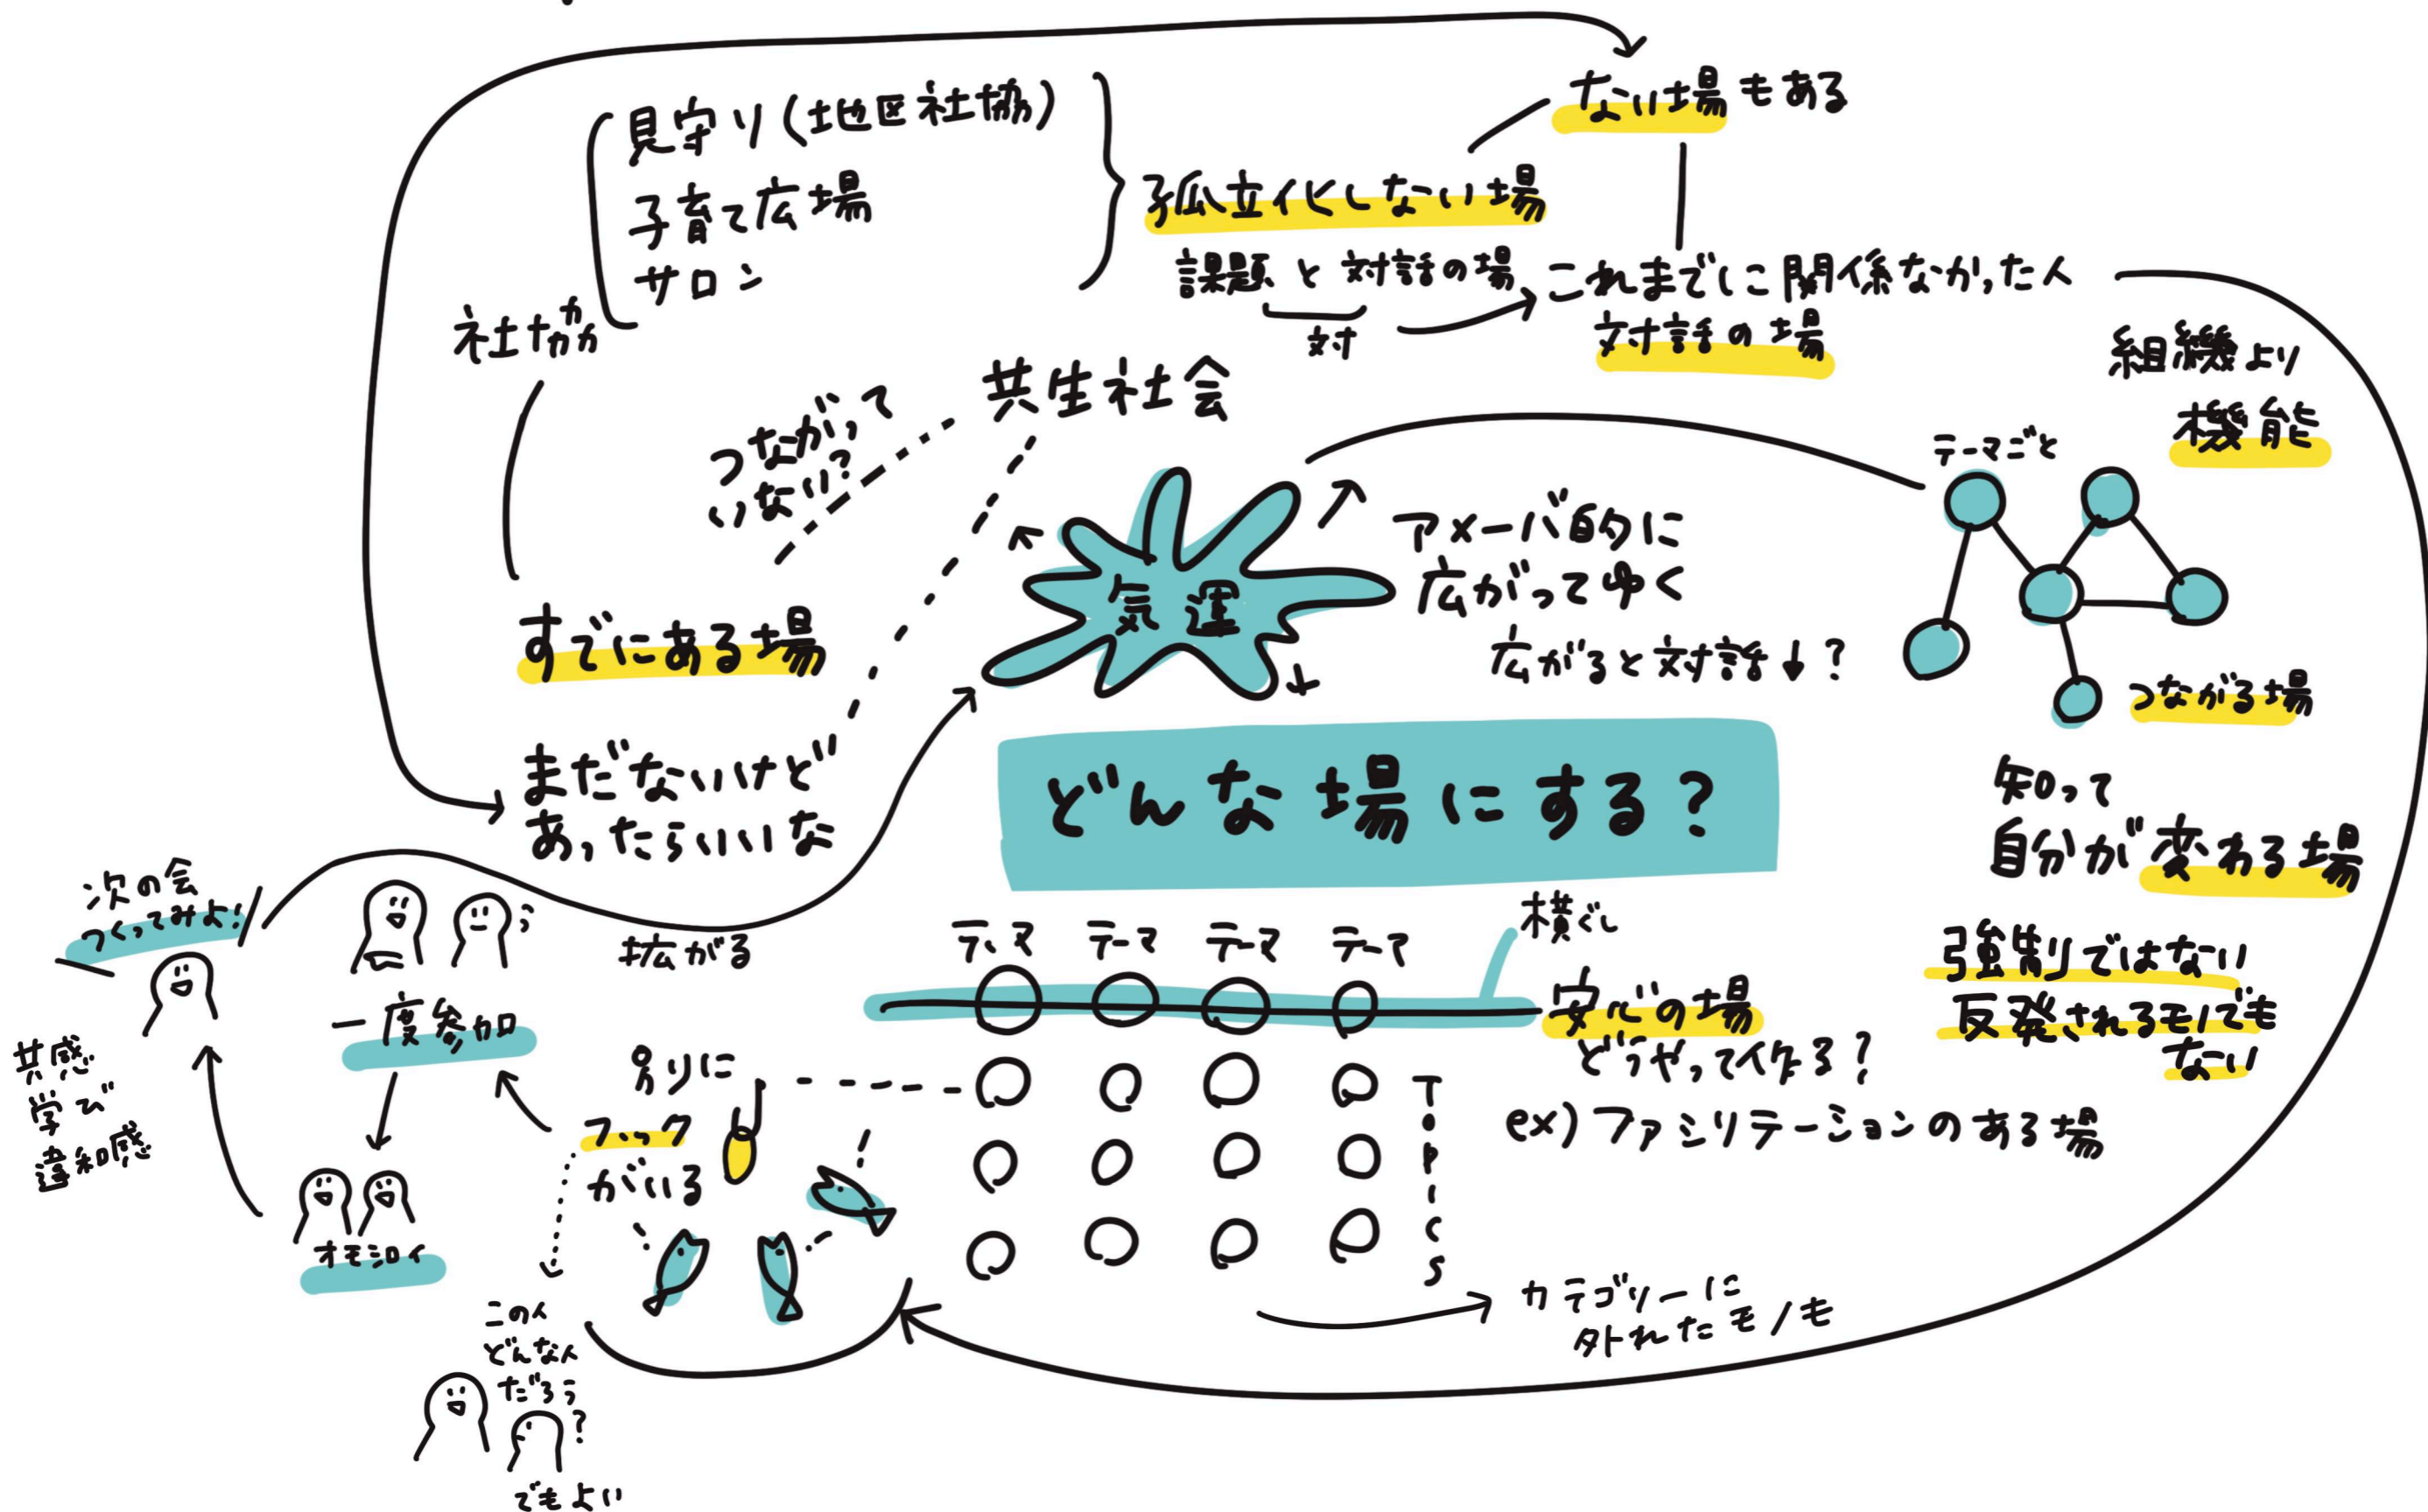 ない場もある
見守り(地区社協)
子育て広場
サロン
社協が
孤立化しない場
課題と対話の場
対
これまでに関係なかった人
対話の場
組織より
機能
共生社会
つながって
いない?
テーマごと
気運
アメーバ的に
広がってゆく
広がると対話↓?
つながる場
すでにある場
まだないけど
あったらいいな
どんな場にする?
知って
自分が変わる場
強制ではない
反発されるモノでも
ない
次の会
つくってみよ!
拡がる
一度参加
共感
学び
違和感
オモシロイ
テーマ テーマ テーマ テーマ
横ぐし
安心の場
どうやって作る?
ex)ファシリテーションのある場
別りに
フック
がいる
Topics
カテゴリーに
外れたモノも
この人
どんな人
だろう
?
でもよい